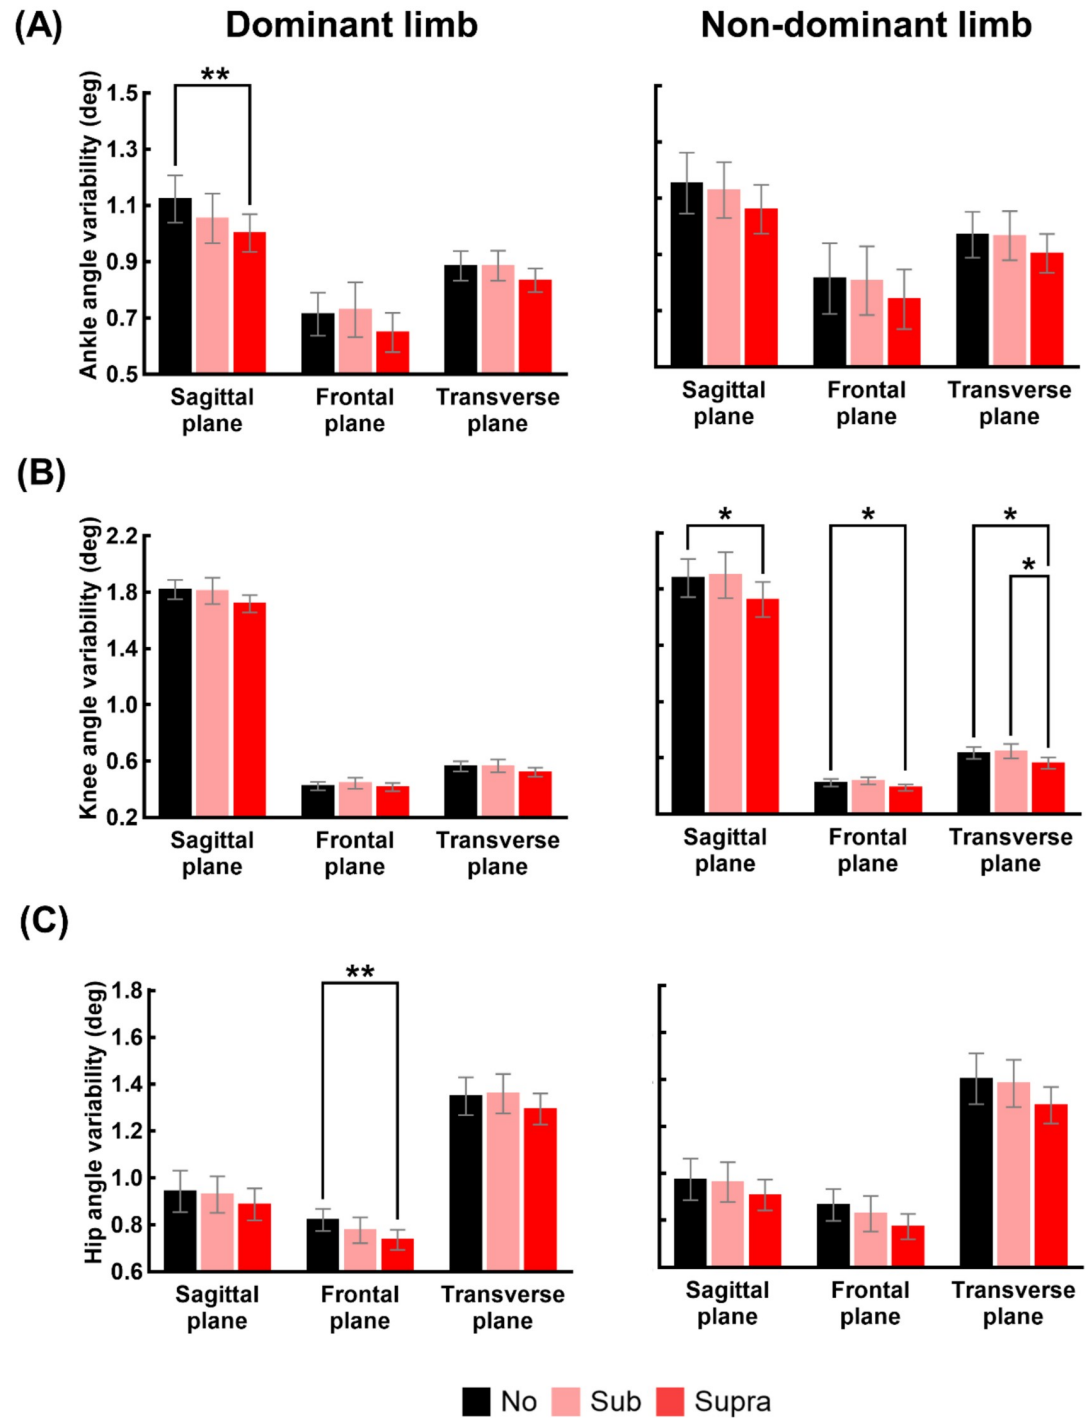 (A)
Dominant limb
Non-dominant limb
Ankle angle variability (deg)
1.5
1.3
1.1
0.9
0.7
0.5
**
Sagittal
plane
Frontal
plane
Transverse
plane
Sagittal
plane
Frontal
plane
Transverse
plane
(B)
Knee angle variability (deg)
2.2
1.8
1.4
1.0
0.6
0.2
Sagittal
plane
Frontal
plane
Transverse
plane
*
*
*
*
Sagittal
plane
Frontal
plane
Transverse
plane
(C)
Hip angle variability (deg)
1.8
1.6
1.4
1.2
1.0
0.8
0.6
**
Sagittal
plane
Frontal
plane
Transverse
plane
Sagittal
plane
Frontal
plane
Transverse
plane
No Sub Supra